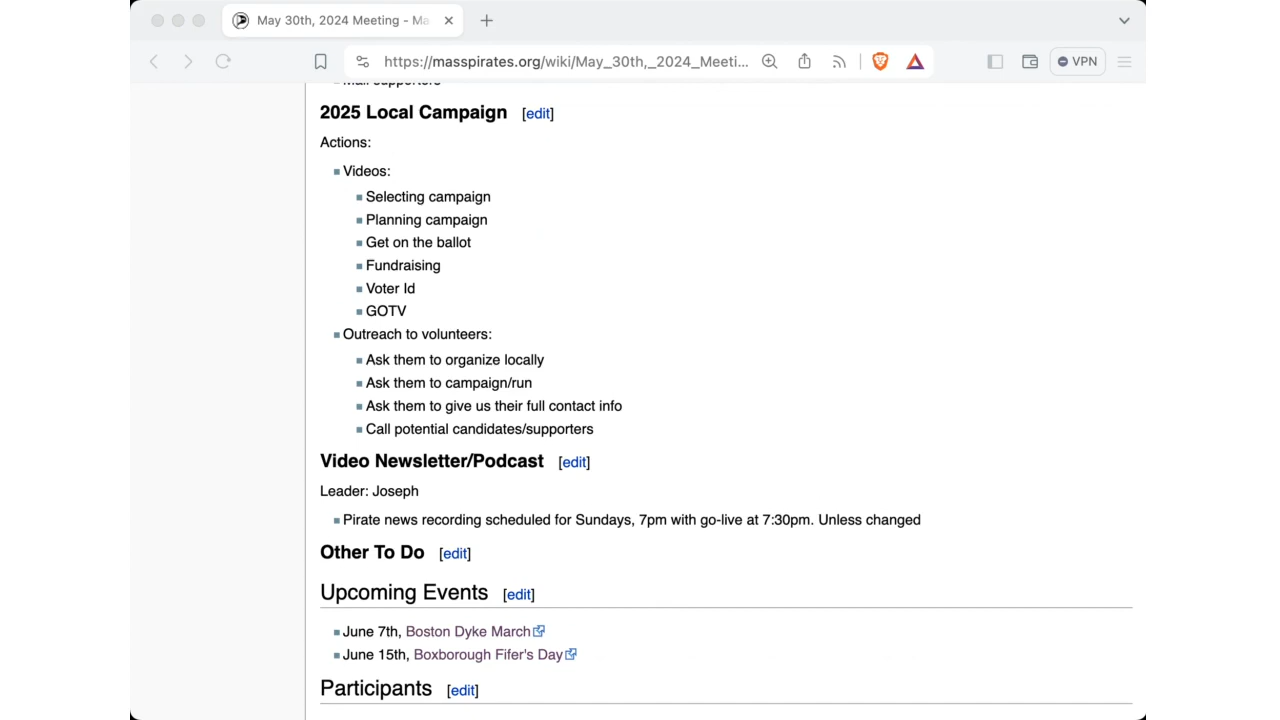 May 30th, 2024 Meeting - Ma
https://masspirates.org/wiki/May_30th,_2024_Meeti...
VPN
Mail supporters
2025 Local Campaign [edit]
Actions:
Videos:
Selecting campaign
Planning campaign
Get on the ballot
Fundraising
Voter Id
GOTV
Outreach to volunteers:
Ask them to organize locally
Ask them to campaign/run
Ask them to give us their full contact info
Call potential candidates/supporters
Video Newsletter/Podcast [edit]
Leader: Joseph
Pirate news recording scheduled for Sundays, 7pm with go-live at 7:30pm. Unless changed
Other To Do [edit]
Upcoming Events [edit]
June 7th, Boston Dyke March
June 15th, Boxborough Fifer's Day
Participants [edit]